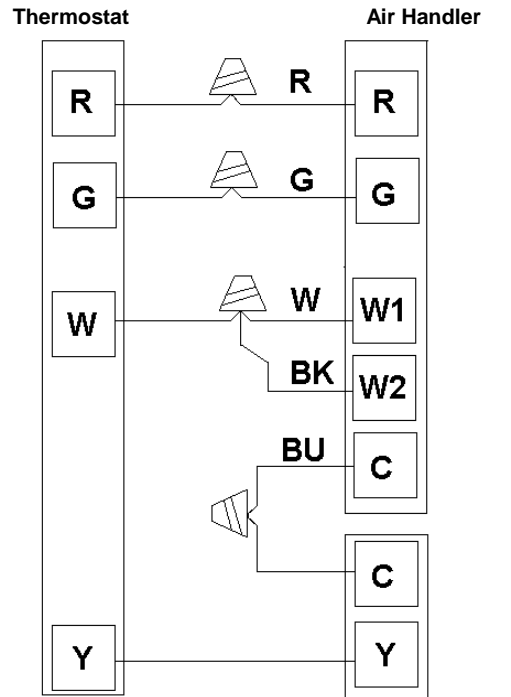 Thermostat Air Handler
R R R
G G G
W W W1
BK W2
BU C
C
Y Y